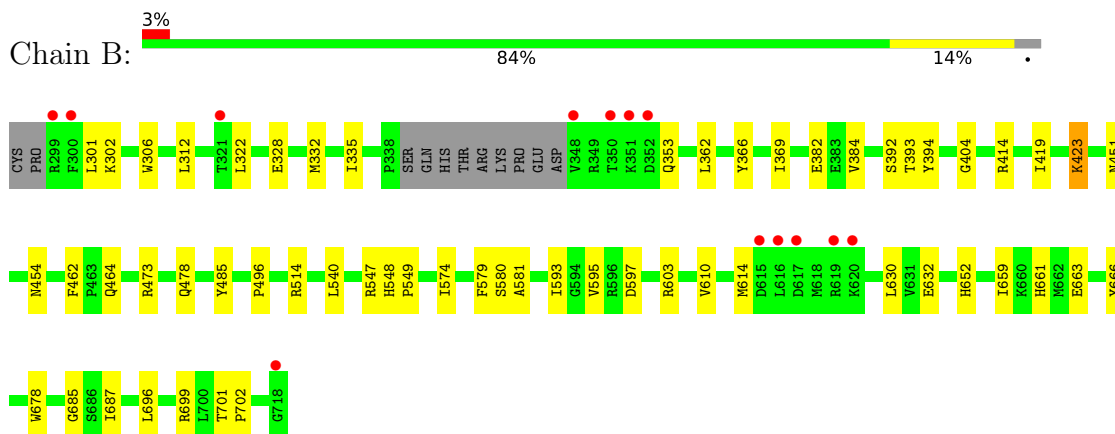 3%
Chain B:
84% 14% •
CYS PRO R299 F300 L301 K302 W306 L312 T321 L322 E328 M332 I335 P338 SER GLN HIS THR ARG LYS PRO GLU ASP V348 R349 T350 K351 D352 Q353 L362 Y366 I369 E382 E383 V384 S392 T393 Y394 G404 R414 I419 K423 N451
N454 F462 P463 Q464 R473 Q478 Y485 P496 R514 L540 R547 H548 P549 I574 F579 S580 A581 I593 G594 V595 R596 D597 R603 V610 M614 D615 L616 D617 M618 R619 K620 L630 V631 E632 H652 I659 K660 H661 M662 E663 Y666
W678 G685 S686 I687 L696 R699 L700 T701 P702 G718